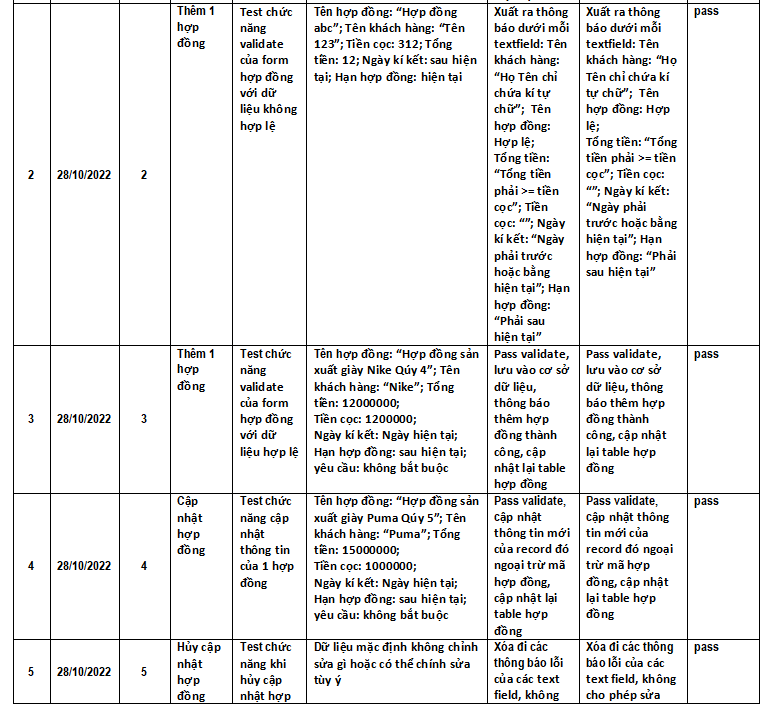 2
28/10/2022
2
Thêm 1
hợp
đồng
Test chức
năng
validate
của form
hợp đồng
với dữ
liệu không
hợp lệ
Tên hợp đồng: “Hợp đồng
abc”; Tên khách hàng: “Tên
123”; Tiền cọc: 312; Tổng
tiền: 12; Ngày kí kết: sau hiện
tại; Hạn hợp đồng: hiện tại
Xuất ra thông
báo dưới mỗi
textfield: Tên
khách hàng:
“Họ Tên chỉ
chứa kí tự
chữ”; Tên
hợp đồng:
Hợp lệ;
Tổng tiền:
“Tổng tiền
phải >= tiền
cọc”; Tiền
cọc: “”; Ngày
kí kết: “Ngày
phải trước
hoặc bằng
hiện tại”; Hạn
hợp đồng:
“Phải sau
hiện tại”
Xuất ra thông
báo dưới mỗi
textfield: Tên
khách hàng: “Họ
Tên chỉ chứa kí
tự chữ”; Tên
hợp đồng: Hợp
lệ;
Tổng tiền: “Tổng
tiền phải >= tiền
cọc”; Tiền cọc:
“”; Ngày kí kết:
“Ngày phải
trước hoặc bằng
hiện tại”; Hạn
hợp đồng: “Phải
sau hiện tại”
pass
3
28/10/2022
3
Thêm 1
hợp
đồng
Test chức
năng
validate
của form
hợp đồng
với dữ
liệu hợp lệ
Tên hợp đồng: “Hợp đồng sản
xuất giày Nike Qúy 4”; Tên
khách hàng: “Nike”; Tổng
tiền: 12000000;
Tiền cọc: 1200000;
Ngày kí kết: Ngày hiện tại;
Hạn hợp đồng: sau hiện tại;
yêu cầu: không bắt buộc
Pass validate,
lưu vào cơ sở
dữ liệu,
thông báo
thêm hợp
đồng thành
công, cập
nhật lại table
hợp đồng
Pass validate,
lưu vào cơ sở
dữ liệu, thông
báo thêm hợp
đồng thành
công, cập nhật
lại table hợp
đồng
pass
4
28/10/2022
4
Cập
nhật
hợp
đồng
Test chức
năng cập
nhật
thông tin
của 1 hợp
đồng
Tên hợp đồng: “Hợp đồng sản
xuất giày Puma Qúy 5”; Tên
khách hàng: “Puma”; Tổng
tiền: 15000000;
Tiền cọc: 1000000;
Ngày kí kết: Ngày hiện tại;
Hạn hợp đồng: sau hiện tại;
yêu cầu: không bắt buộc
Pass validate,
cập nhật
thông tin mới
của record đó
ngoại trừ mã
hợp đồng,
cập nhật lại
table hợp
đồng
Pass validate,
cập nhật thông
tin mới của
record đó ngoại
trừ mã hợp
đồng, cập nhật
lại table hợp
đồng
pass
5
28/10/2022
5
Hủy cập
nhật
hợp
đồng
Test chức
năng khi
hủy cập
nhật hợp
Dữ liệu mặc định không chỉnh
sửa gì hoặc có thể chính sửa
tùy ý
Xóa đi các
thông báo lỗi
của các text
field, không
Xóa đi các thông
báo lỗi của các
text field, không
cho phép sửa
pass